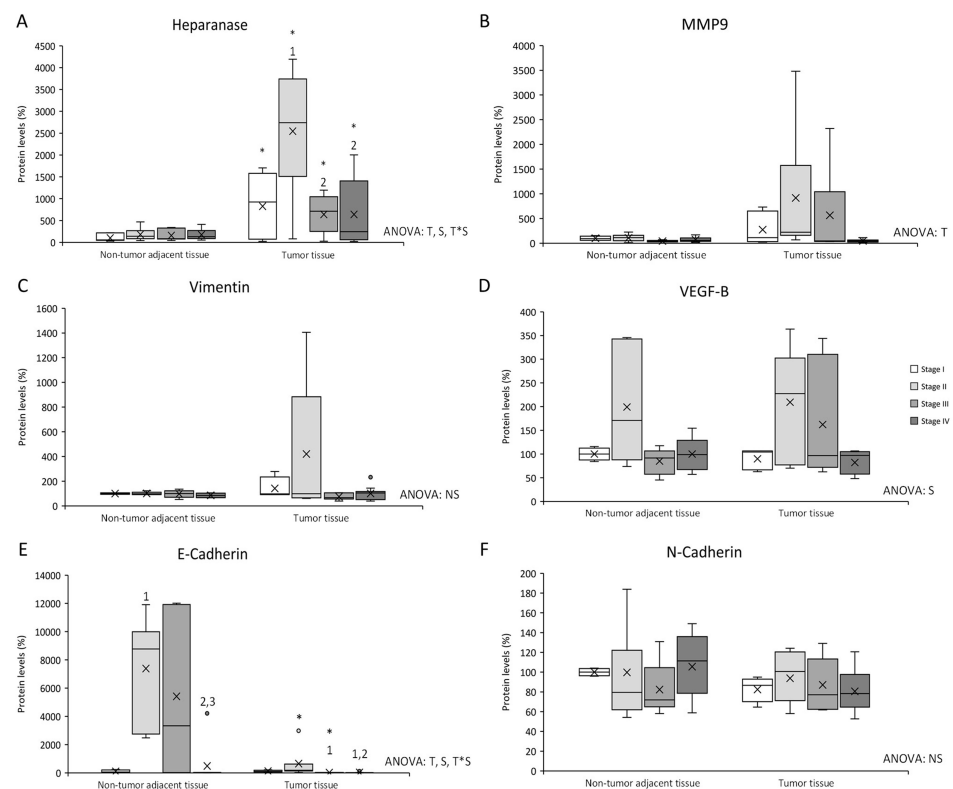 A
Heparanase
Protein levels (%)
4500
4000
3500
3000
2500
2000
1500
1000
500
0
*
*
1
*
2
*
2
ANOVA: T, S, T*S
Non-tumor adjacent tissue
Tumor tissue
B
MMP9
Protein levels (%)
4000
3500
3000
2500
2000
1500
1000
500
0
ANOVA: T
Non-tumor adjacent tissue
Tumor tissue
C
Vimentin
Protein levels (%)
1600
1400
1200
1000
800
600
400
200
0
ANOVA: NS
Non-tumor adjacent tissue
Tumor tissue
D
VEGF-B
Protein levels (%)
400
350
300
250
200
150
100
50
0
Stage I
Stage II
Stage III
Stage IV
ANOVA: S
Non-tumor adjacent tissue
Tumor tissue
E
E-Cadherin
Protein levels (%)
14000
12000
10000
8000
6000
4000
2000
0
1
2,3
*
*
1
1,2
ANOVA: T, S, T*S
Non-tumor adjacent tissue
Tumor tissue
F
N-Cadherin
Protein levels (%)
200
180
160
140
120
100
80
60
40
20
0
ANOVA: NS
Non-tumor adjacent tissue
Tumor tissue